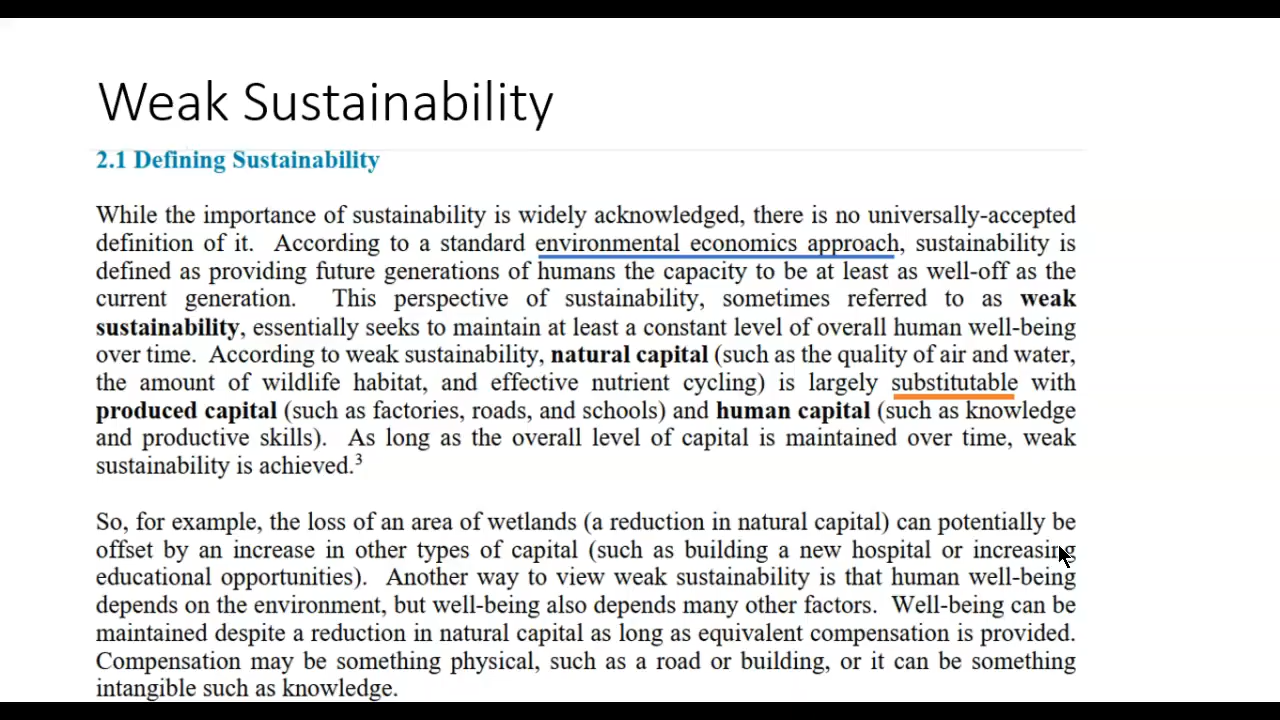 Weak Sustainability
2.1 Defining Sustainability
While the importance of sustainability is widely acknowledged, there is no universally-accepted
definition of it. According to a standard environmental economics approach, sustainability is
defined as providing future generations of humans the capacity to be at least as well-off as the
current generation. This perspective of sustainability, sometimes referred to as weak
sustainability, essentially seeks to maintain at least a constant level of overall human well-being
over time. According to weak sustainability, natural capital (such as the quality of air and water,
the amount of wildlife habitat, and effective nutrient cycling) is largely substitutable with
produced capital (such as factories, roads, and schools) and human capital (such as knowledge
and productive skills). As long as the overall level of capital is maintained over time, weak
sustainability is achieved.³
So, for example, the loss of an area of wetlands (a reduction in natural capital) can potentially be
offset by an increase in other types of capital (such as building a new hospital or increasing
educational opportunities). Another way to view weak sustainability is that human well-being
depends on the environment, but well-being also depends many other factors. Well-being can be
maintained despite a reduction in natural capital as long as equivalent compensation is provided.
Compensation may be something physical, such as a road or building, or it can be something
intangible such as knowledge.